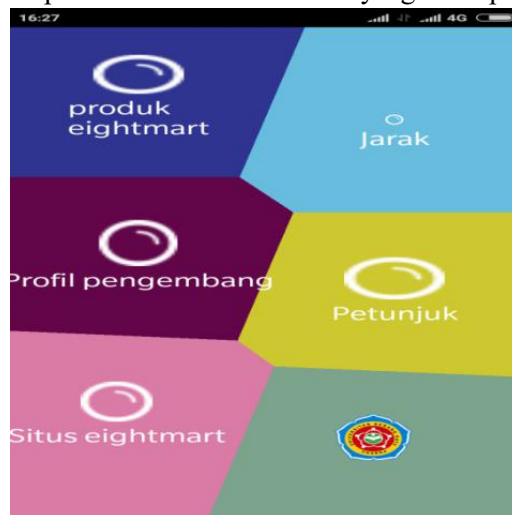 16:27
4G
produk
eightmart
Jarak
Profil pengembang
Petunjuk
Situs eightmart